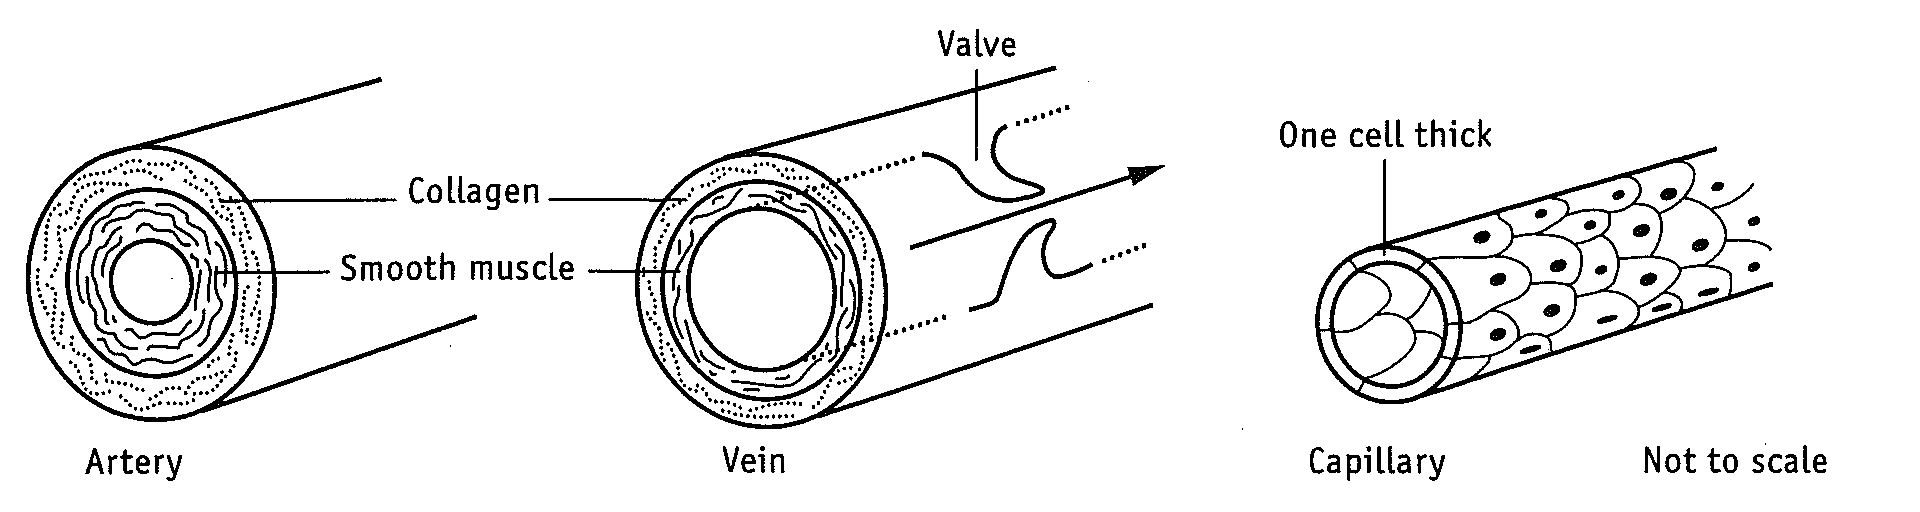 Valve
One cell thick
Collagen
Smooth muscle
Artery
Vein
Capillary
Not to scale